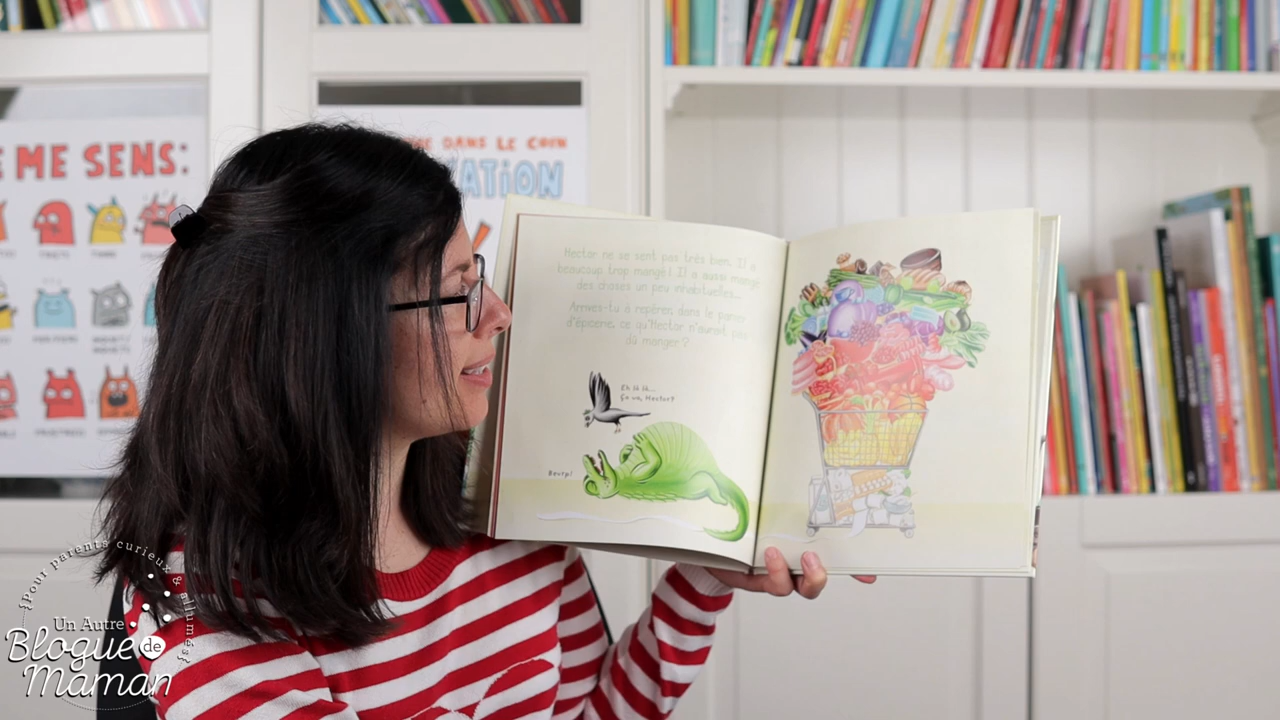 E ME SENS:
DANS LE COIN
ATION
Hector ne se sent pas très bien. Il a
beaucoup trop mangé! Il a aussi mangé
des choses un peu inhabituelles...
Arrives-tu à repérer, dans le panier
d'épicerie, ce qu'Hector n'aurait pas
dû manger?
Eh là là...
Ça va, Hector?
Beurp!
{Pour parents curieux & allumés}
Un Autre
Blogue de
Maman